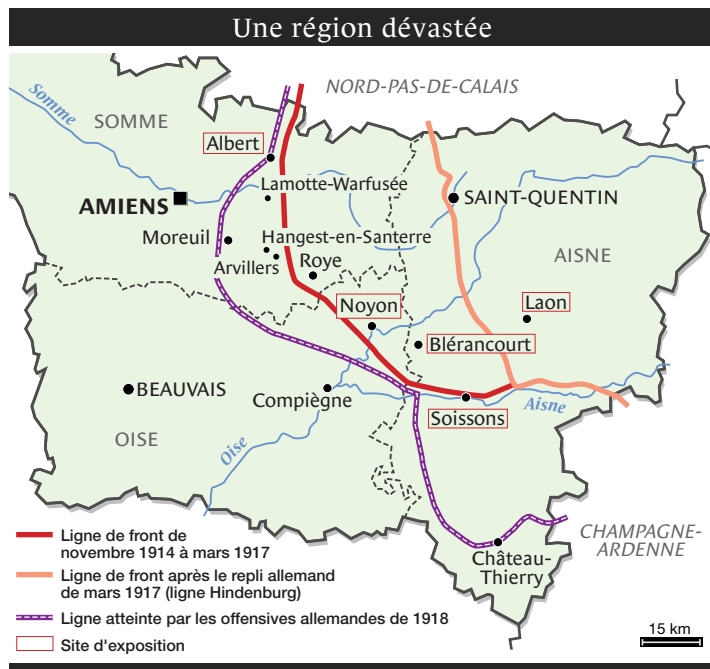 Une région dévastée
NORD-PAS-DE-CALAIS
Somme
SOMME
Albert
Lamotte-Warfusée
AMIENS
SAINT-QUENTIN
Moreuil
Hangest-en-Santerre
AISNE
Arvillers
Roye
Noyon
Laon
Blérancourt
BEAUVAIS
Compiègne
Aisne
Soissons
OISE
Oise
CHAMPAGNE-
ARDENNE
Château-
Thierry
Ligne de front de
novembre 1914 à mars 1917
Ligne de front après le repli allemand
de mars 1917 (ligne Hindenburg)
Ligne atteinte par les offensives allemandes de 1918
Site d'exposition
15 km